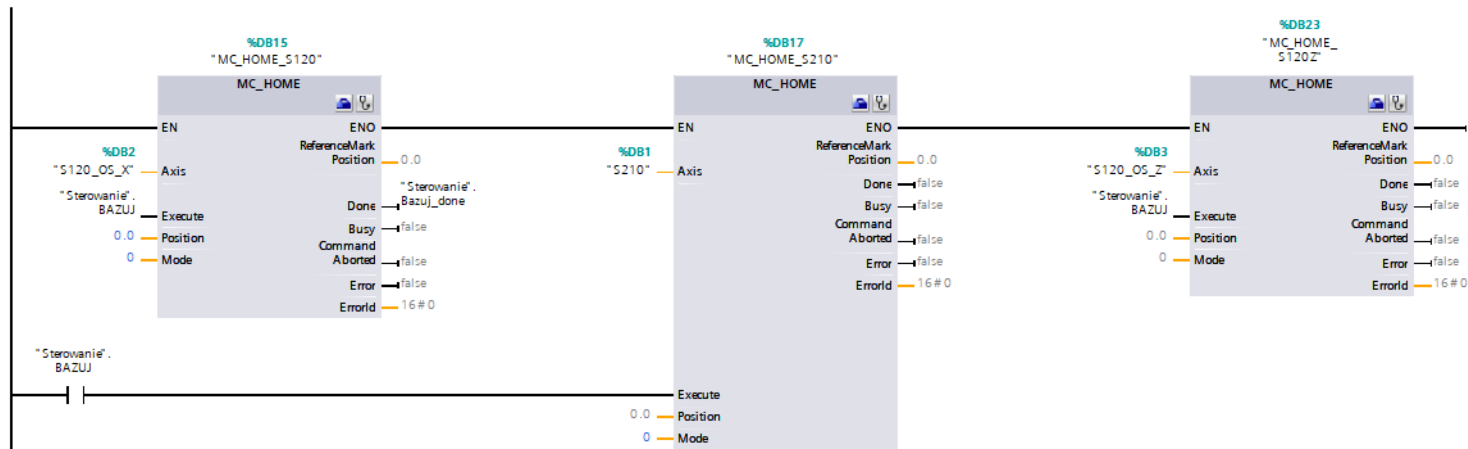 %DB15
"MC_HOME_S120"
MC_HOME
EN
ENO
ReferenceMark
Position
0.0
%DB2
"S120_OS_X"
Axis
"Sterowanie".
BAZUJ
Execute
Done
"Sterowanie".
Bazuj_done
0.0
Position
Busy
false
0
Mode
Command
Aborted
false
Error
false
ErrorId
16#0
%DB17
"MC_HOME_S210"
MC_HOME
EN
ENO
ReferenceMark
Position
0.0
%DB1
"S210"
Axis
Done
false
Busy
false
Command
Aborted
false
Error
false
ErrorId
16#0
"Sterowanie".
BAZUJ
Execute
0.0
Position
0
Mode
%DB23
"MC_HOME_
S120Z"
MC_HOME
EN
ENO
ReferenceMark
Position
0.0
%DB3
"S120_OS_Z"
Axis
Done
false
"Sterowanie".
BAZUJ
Execute
Busy
false
0.0
Position
Command
Aborted
false
0
Mode
Error
false
ErrorId
16#0